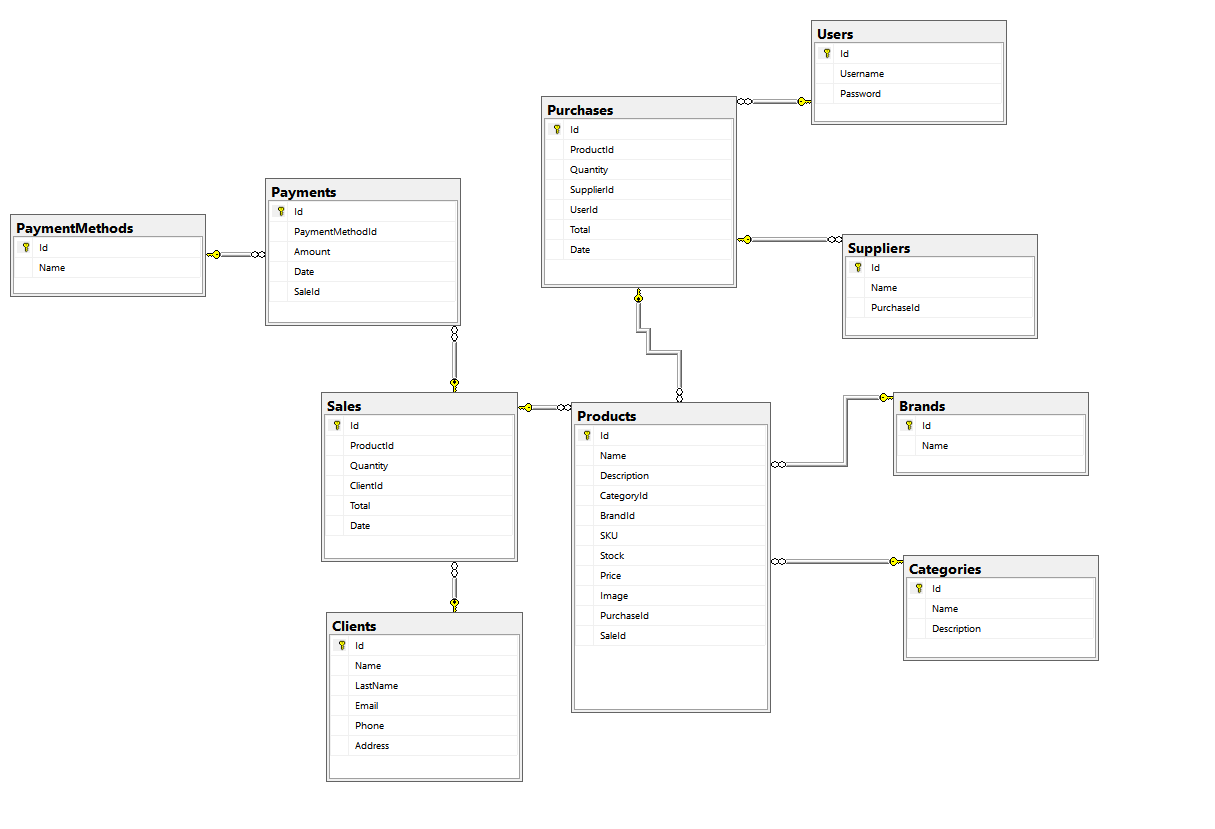 Users
Id
Username
Password
Purchases
Id
ProductId
Quantity
SupplierId
UserId
Total
Date
Payments
Id
PaymentMethodId
Amount
Date
SaleId
PaymentMethods
Id
Name
Suppliers
Id
Name
PurchaseId
Sales
Id
ProductId
Quantity
ClientId
Total
Date
Products
Id
Name
Description
CategoryId
BrandId
SKU
Stock
Price
Image
PurchaseId
SaleId
Brands
Id
Name
Categories
Id
Name
Description
Clients
Id
Name
LastName
Email
Phone
Address